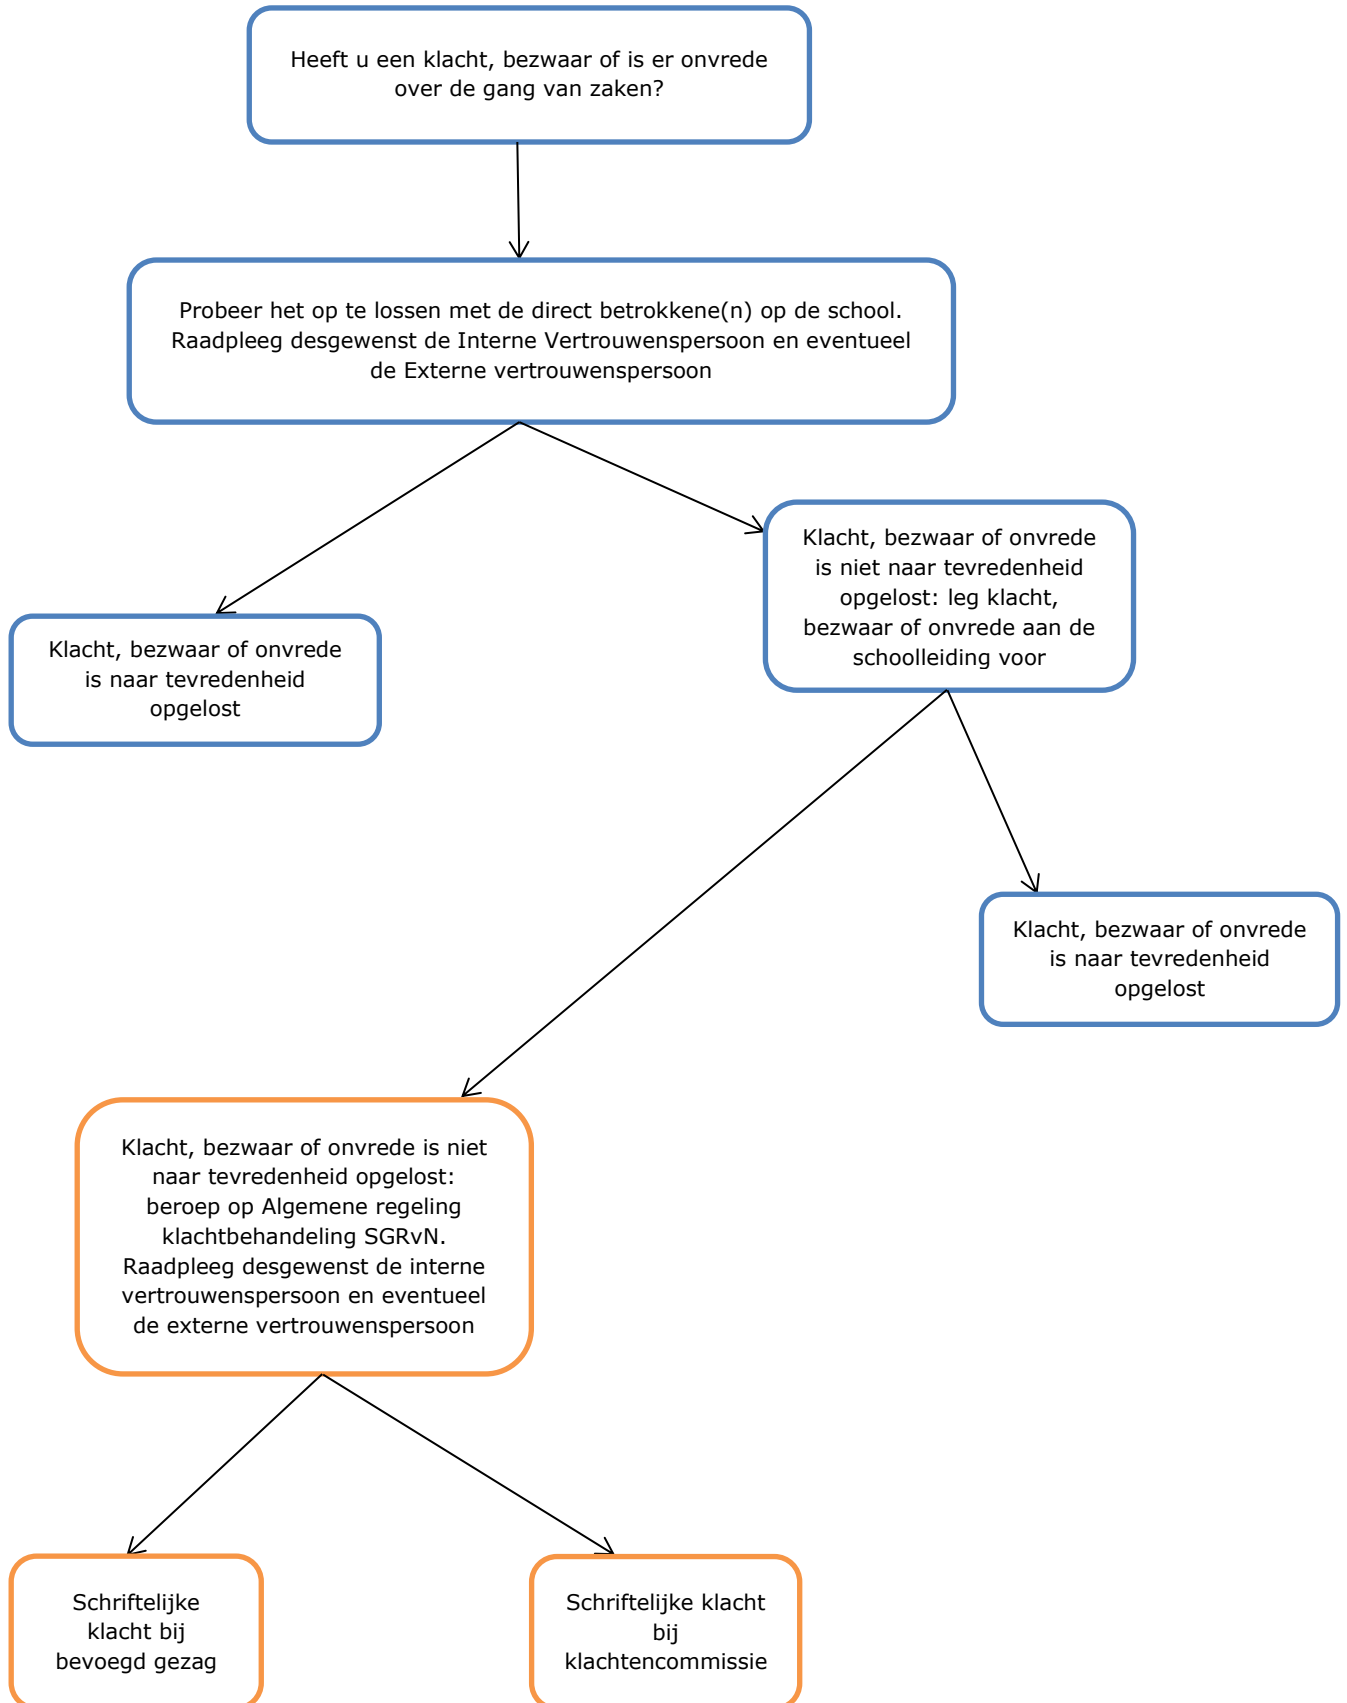 Heeft u een klacht, bezwaar of is er onvrede
over de gang van zaken?
Probeer het op te lossen met de direct betrokkene(n) op de school.
Raadpleeg desgewenst de Interne Vertrouwenspersoon en eventueel
de Externe vertrouwenspersoon
Klacht, bezwaar of onvrede
is niet naar tevredenheid
opgelost: leg klacht,
bezwaar of onvrede aan de
schoolleiding voor
Klacht, bezwaar of onvrede
is naar tevredenheid
opgelost
Klacht, bezwaar of onvrede
is naar tevredenheid
opgelost
Klacht, bezwaar of onvrede is niet
naar tevredenheid opgelost:
beroep op Algemene regeling
klachtbehandeling SGRvN.
Raadpleeg desgewenst de interne
vertrouwenspersoon en eventueel
de externe vertrouwenspersoon
Schriftelijke
klacht bij
bevoegd gezag
Schriftelijke klacht
bij
klachtencommissie